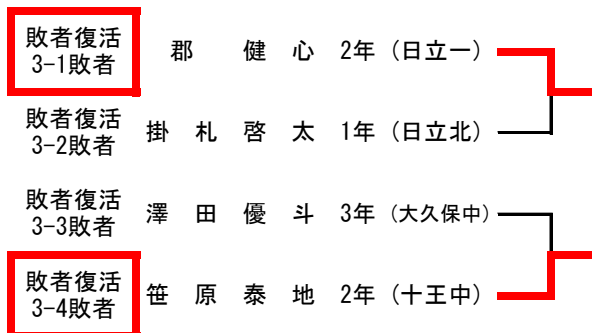 敗者復活
3-1敗者
郡　健心 2年 (日立一)
敗者復活
3-2敗者
掛札啓太 1年 (日立北)
敗者復活
3-3敗者
澤田優斗 3年 (大久保中)
敗者復活
3-4敗者
笹原泰地 2年 (十王中)